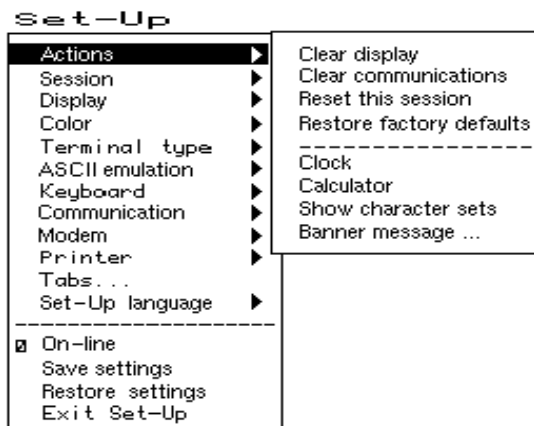 Set-Up
Actions
Session
Display
Color
Terminal type
ASCII emulation
Keyboard
Communication
Modem
Printer
Tabs...
Set-Up language
On-line
Save settings
Restore settings
Exit Set-Up
Clear display
Clear communications
Reset this session
Restore factory defaults
Clock
Calculator
Show character sets
Banner message ...